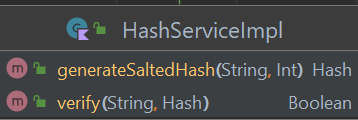 HashServiceImpl
generateSaltedHash(String, Int) Hash
verify(String, Hash) Boolean